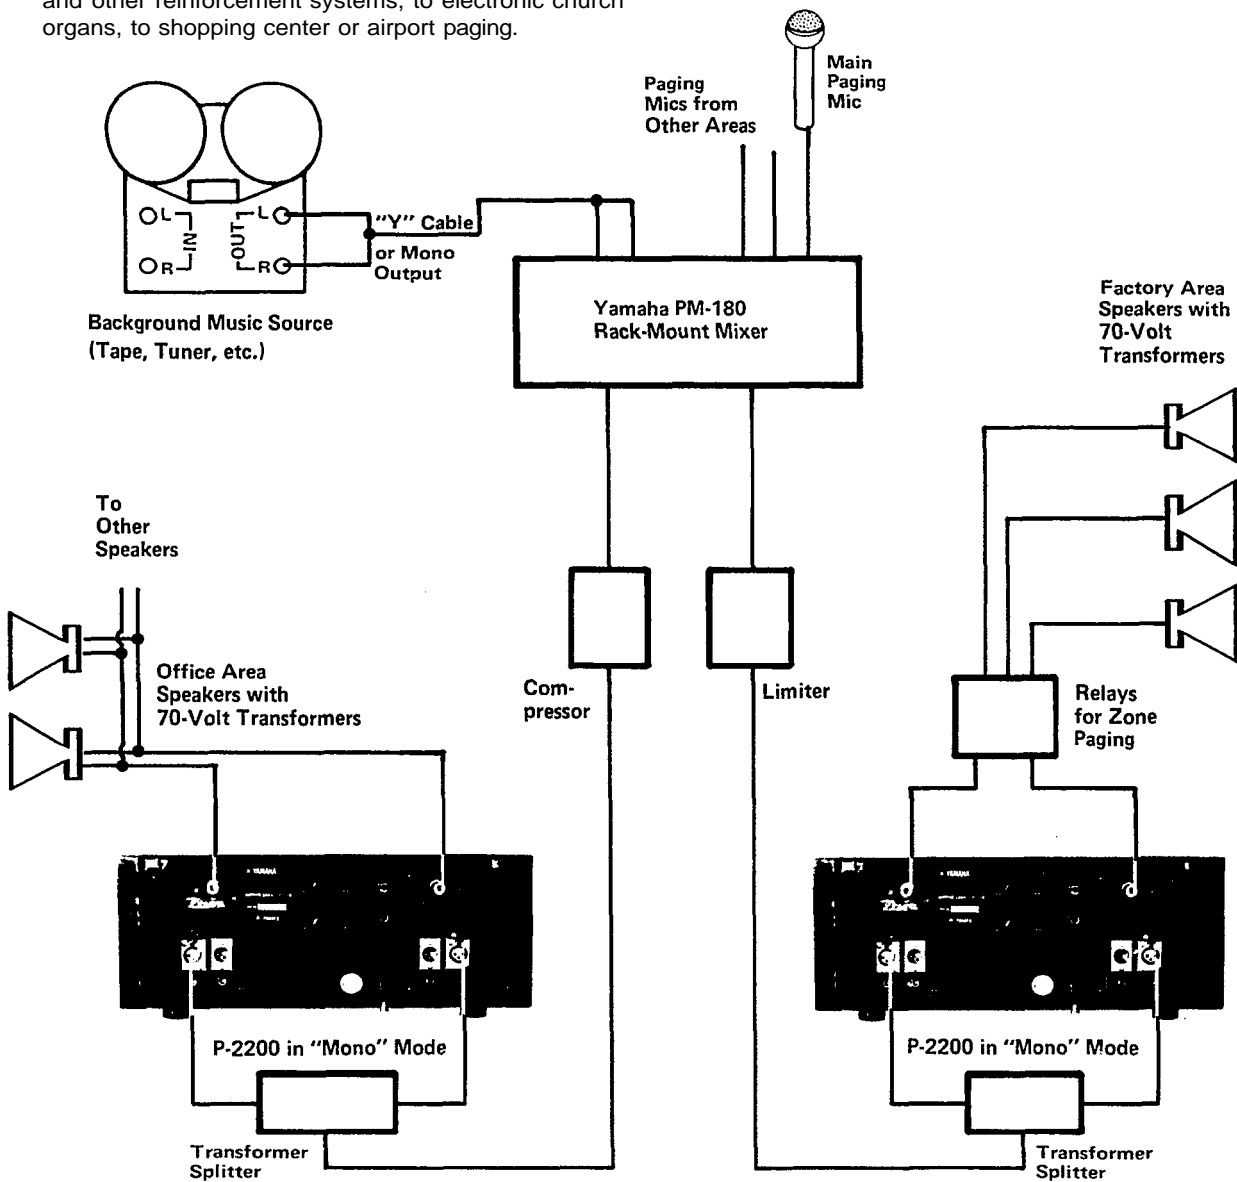 and other reinforcement systems, to electronic church
organs, to shopping center or airport paging.
Main
Paging
Mic
Paging
Mics from
Other Areas
L
R
IN
OUT
L
R
"Y" Cable
or Mono
Output
Background Music Source
(Tape, Tuner, etc.)
Yamaha PM-180
Rack-Mount Mixer
Factory Area
Speakers with
70-Volt
Transformers
To
Other
Speakers
Office Area
Speakers with
70-Volt Transformers
Com-
pressor
Limiter
Relays
for Zone
Paging
YAMAHA
YAMAHA
P-2200 in "Mono" Mode
P-2200 in "Mono" Mode
Transformer
Splitter
Transformer
Splitter